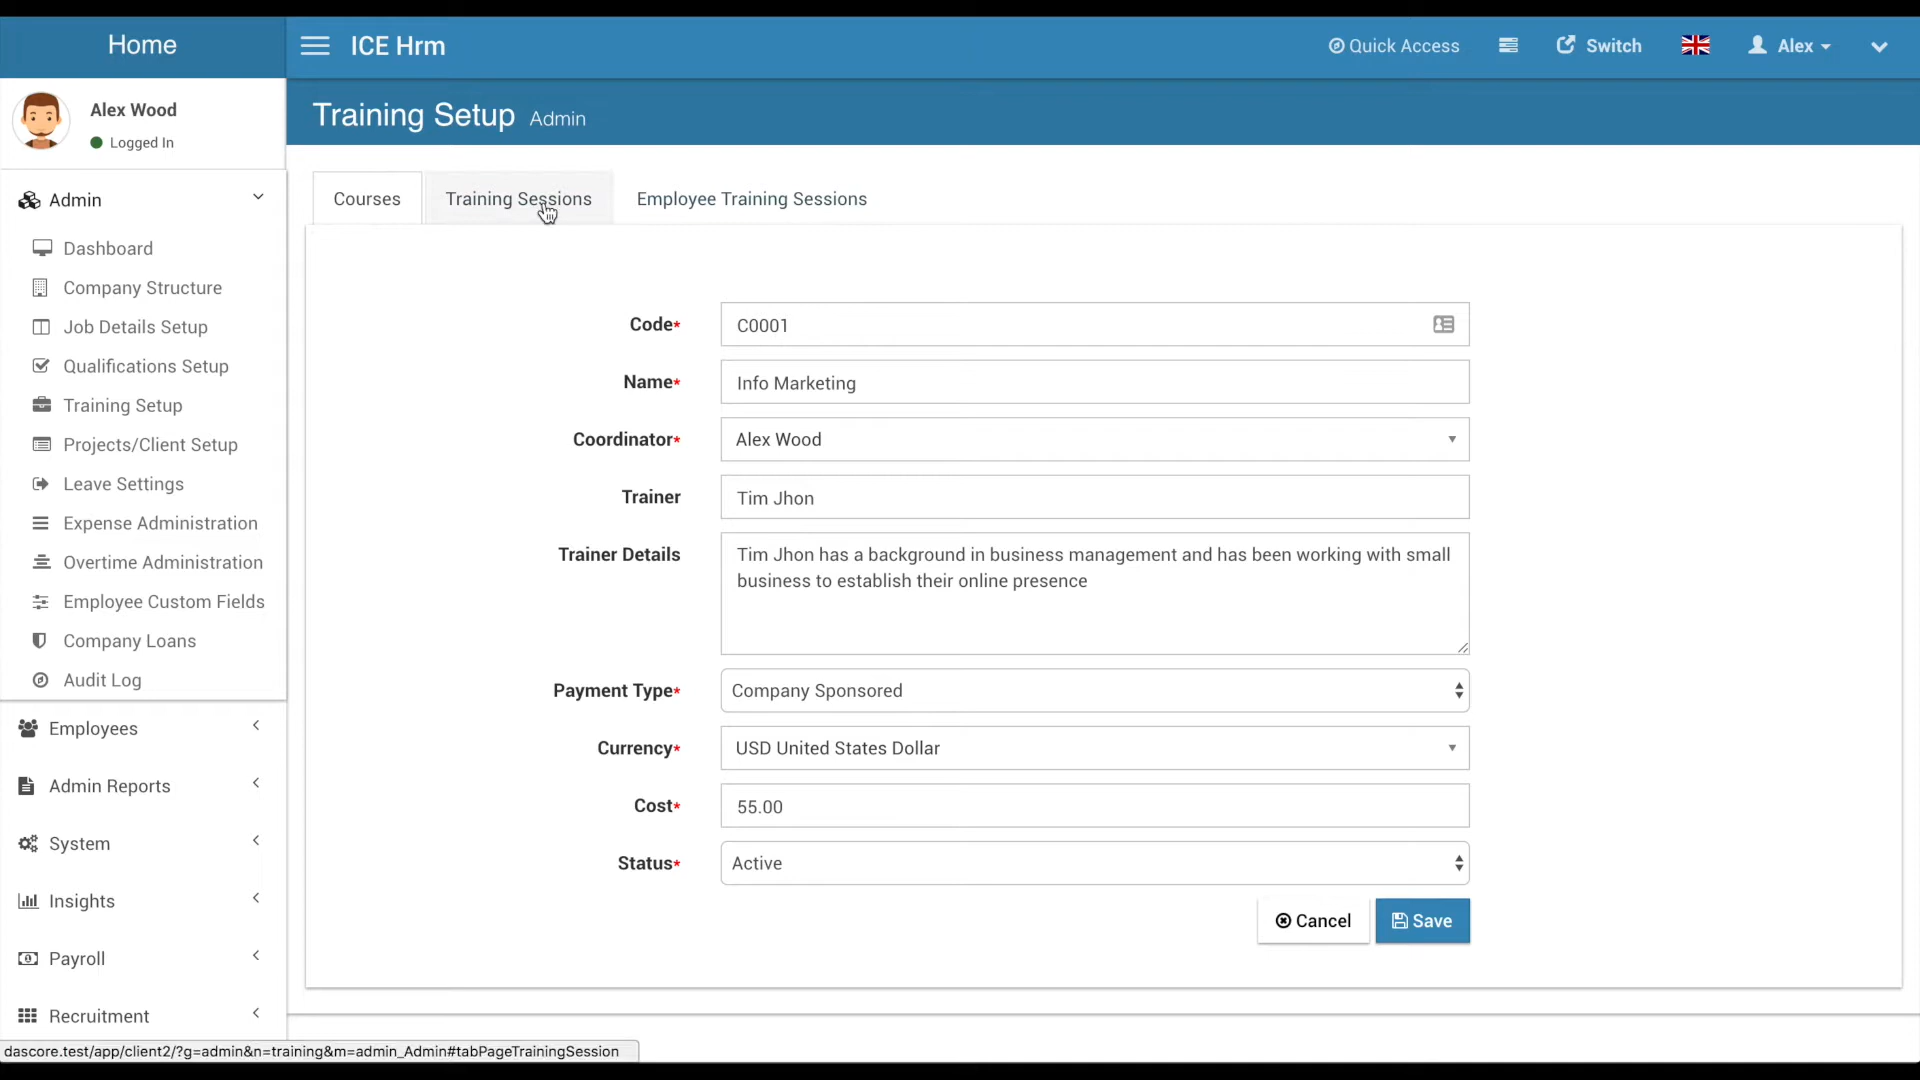 Home
ICE Hrm
Quick Access
Switch
Alex
Alex Wood
Logged In
Training Setup Admin
Admin
Dashboard
Company Structure
Job Details Setup
Qualifications Setup
Training Setup
Projects/Client Setup
Leave Settings
Expense Administration
Overtime Administration
Employee Custom Fields
Company Loans
Audit Log
Employees
Admin Reports
System
Insights
Payroll
Recruitment
Courses
Training Sessions
Employee Training Sessions
Code* C0001
Name* Info Marketing
Coordinator* Alex Wood
Trainer Tim Jhon
Trainer Details Tim Jhon has a background in business management and has been working with small
business to establish their online presence
Payment Type* Company Sponsored
Currency* USD United States Dollar
Cost* 55.00
Status* Active
Cancel
Save
dascore.test/app/client2/?g=admin&n=training&m=admin_Admin#tabPageTrainingSession